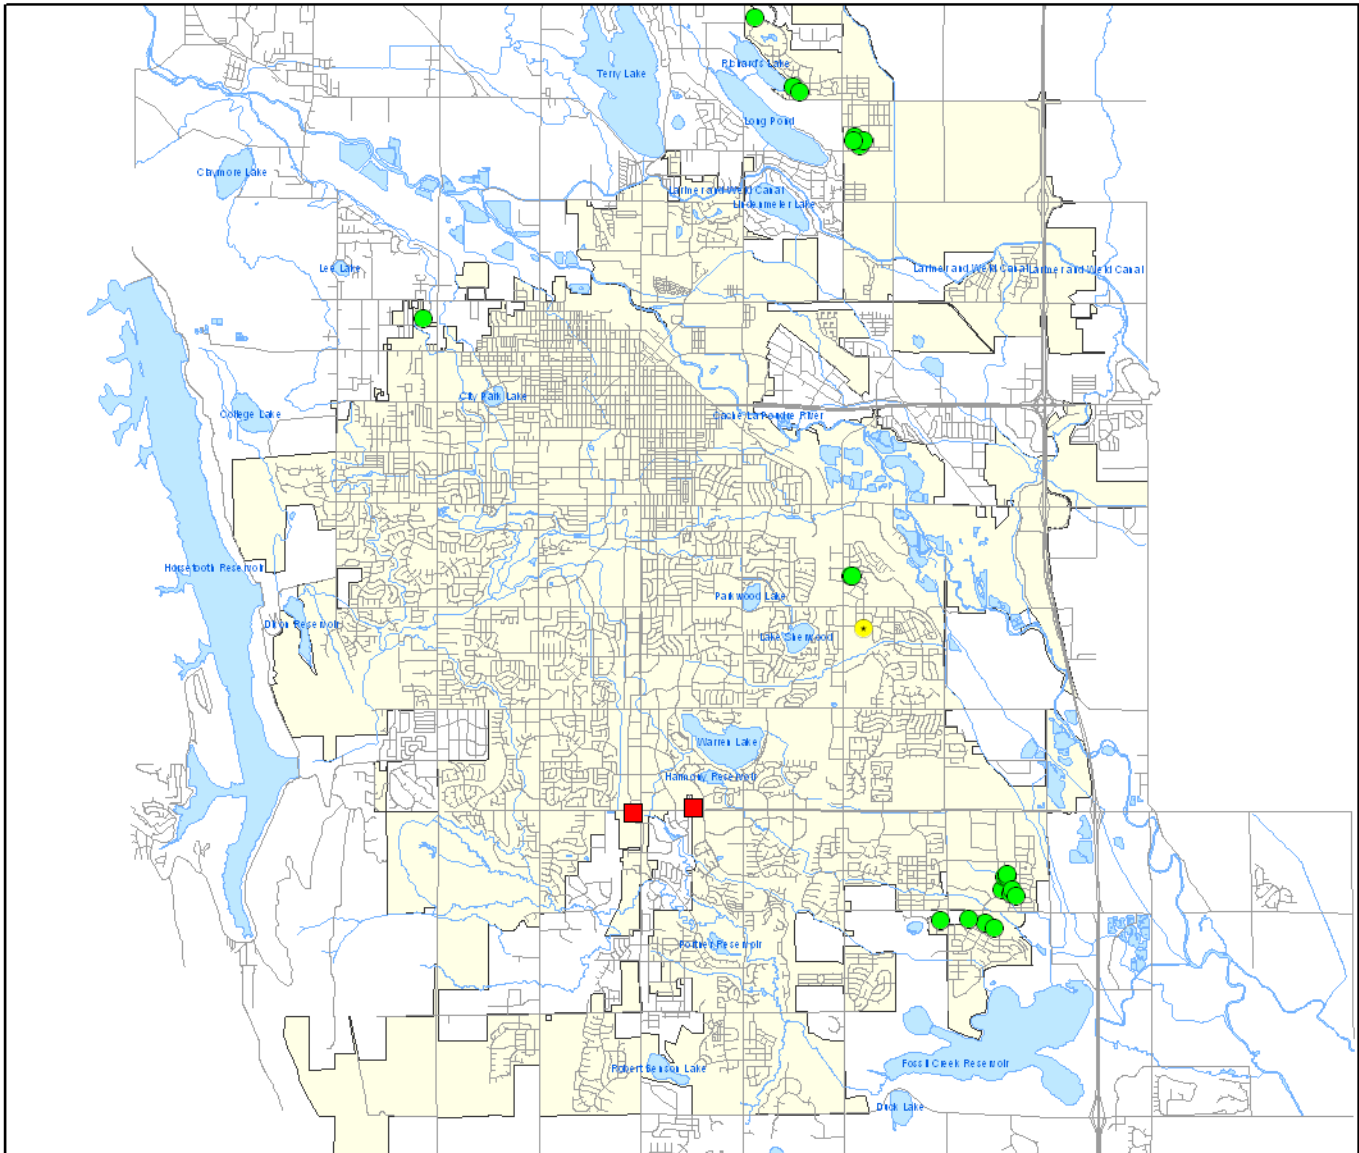 Richards Lake
Terry Lake
Long Pond
Claymore Lake
Larimer and Weld Canal
Lindenmeier Lake
Lee Lake
Larimer and Weld Canal
Larimer and Weld Canal
City Park Lake
College Lake
Cache La Poudre River
Horsetooth Reservoir
Parkwood Lake
Dixon Reservoir
Lake Sherwood
Warren Lake
Harmony Reservoir
Portner Reservoir
Fossil Creek Reservoir
Robert Benson Lake
Duck Lake